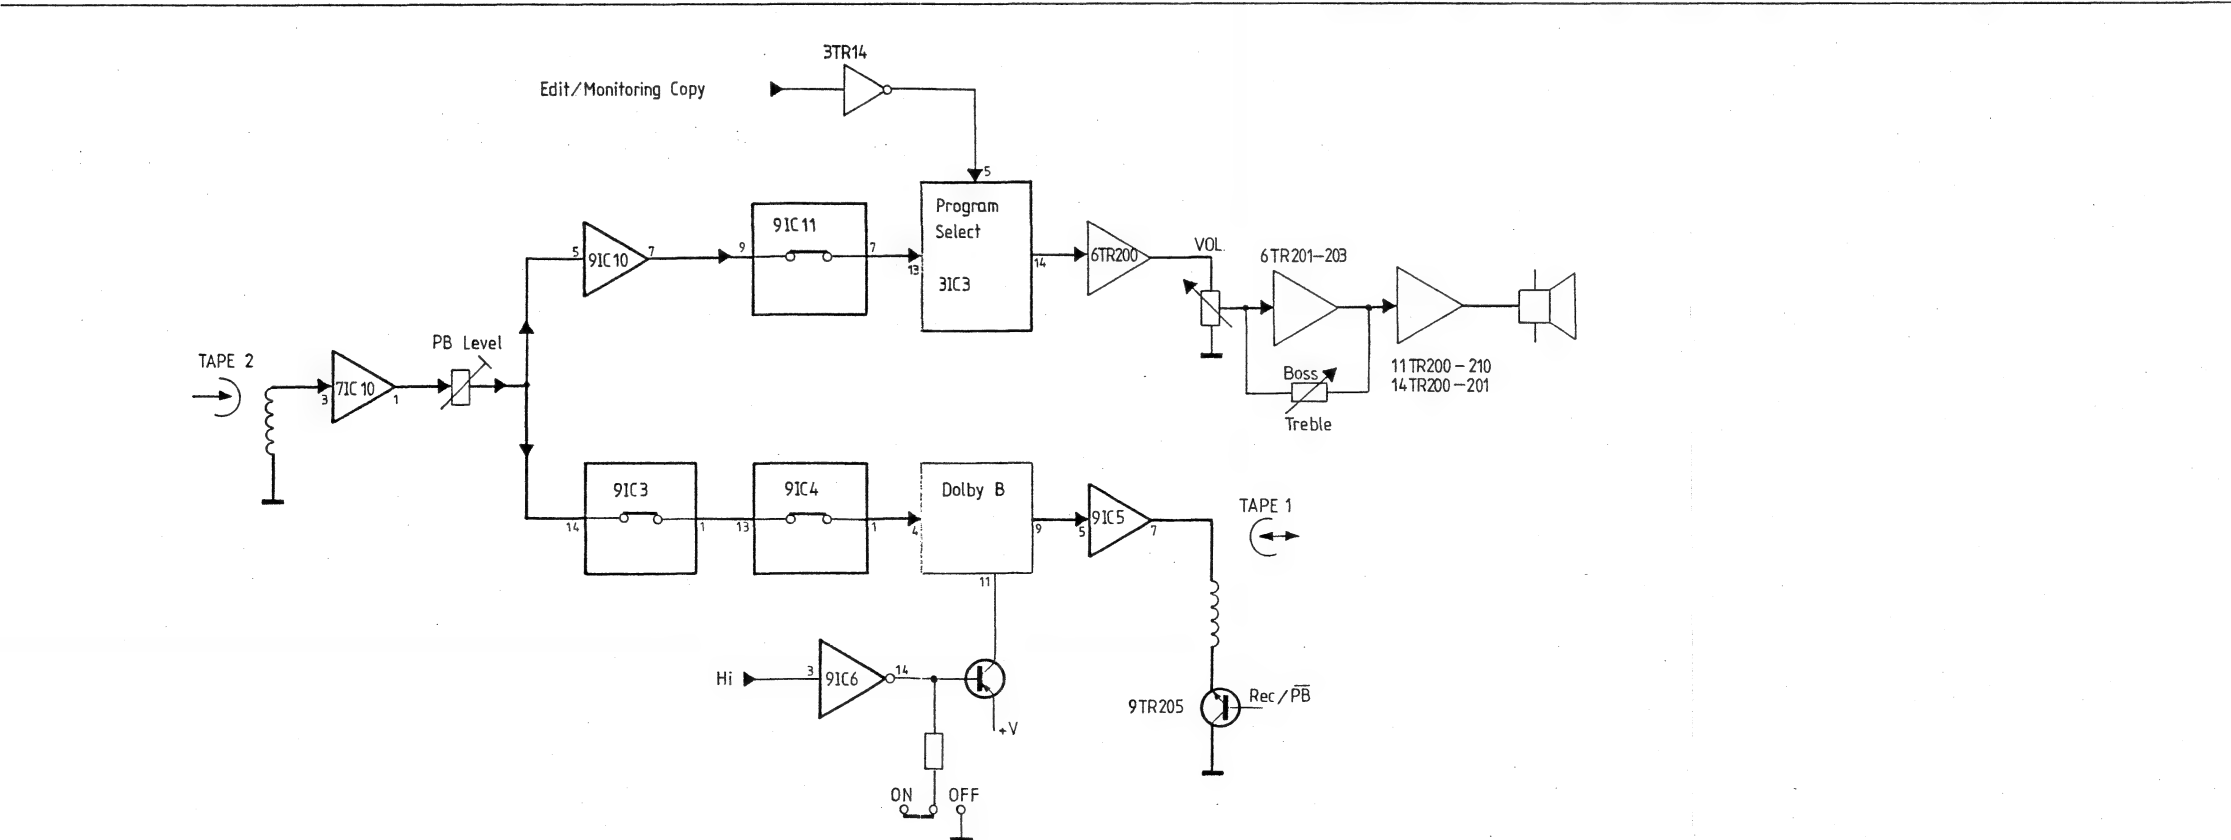 3TR14
Edit/Monitoring Copy
5
Program
Select
3IC3
13
14
9IC11
9
7
5
9IC10
7
6TR200
VOL.
6TR201-203
11TR200-210
14TR200-201
Boss
Treble
PB Level
TAPE 2
3
7IC10
1
9IC3
14
1
9IC4
13
1
Dolby B
4
9
11
5
9IC5
7
TAPE 1
Hi
3
9IC6
14
+V
9TR205
Rec/P̅B̅
ON
OFF